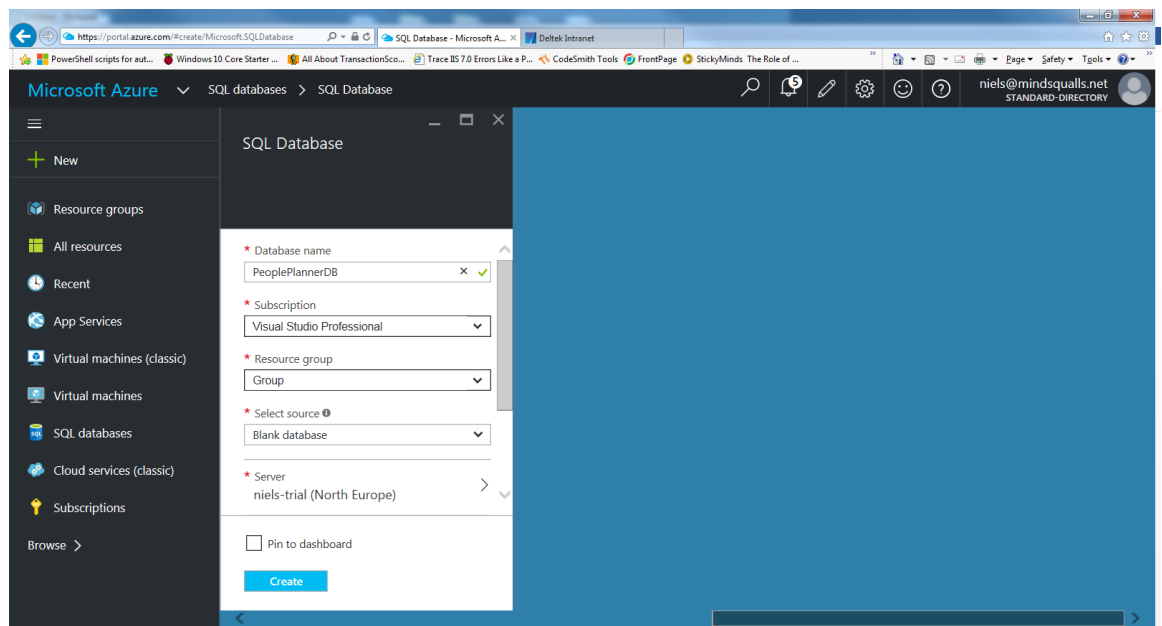 https://portal.azure.com/#create/Microsoft.SQLDatabase
SQL Database - Microsoft A...
Deltek Intranet
PowerShell scripts for aut... Windows 10 Core Starter ... All About TransactionSco... Trace IIS 7.0 Errors Like a P... CodeSmith Tools FrontPage StickyMinds The Role of ... » Page Safety Tools »
Microsoft Azure SQL databases > SQL Database 5 niels@mindsqualls.net
STANDARD-DIRECTORY
New
Resource groups
All resources
Recent
App Services
Virtual machines (classic)
Virtual machines
SQL databases
Cloud services (classic)
Subscriptions
Browse >
SQL Database
* Database name
PeoplePlannerDB
* Subscription
Visual Studio Professional
* Resource group
Group
* Select source
Blank database
* Server
niels-trial (North Europe)
Pin to dashboard
Create